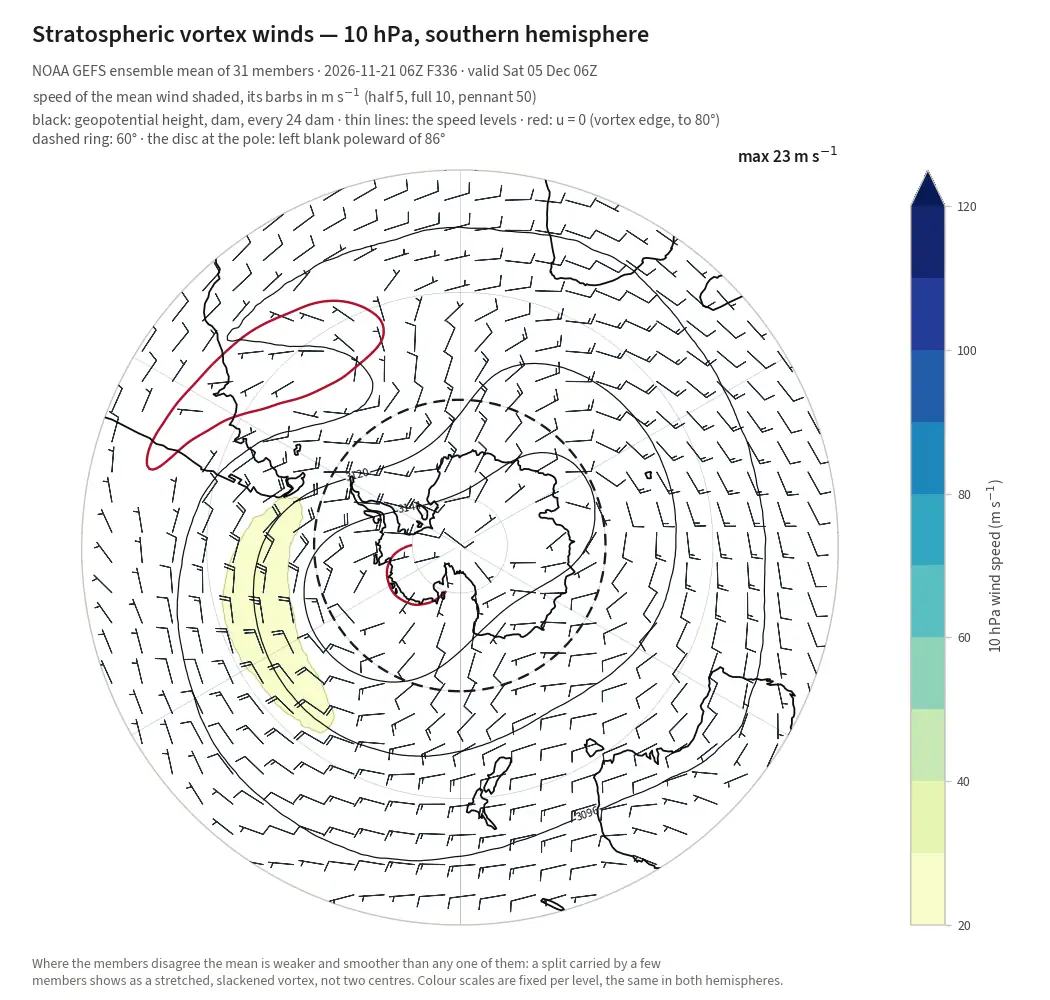 Stratospheric vortex winds — 10 hPa, southern hemisphere
NOAA GEFS ensemble mean of 31 members · 2026-11-21 06Z F336 · valid Sat 05 Dec 06Z
speed of the mean wind shaded, its barbs in m s⁻¹ (half 5, full 10, pennant 50)
black: geopotential height, dam, every 24 dam · thin lines: the speed levels · red: u = 0 (vortex edge, to 80°)
dashed ring: 60° · the disc at the pole: left blank poleward of 86°
max 23 m s⁻¹
120
100
80
60
40
20
10 hPa wind speed (m s⁻¹)
3120
3096
Where the members disagree the mean is weaker and smoother than any one of them: a split carried by a few
members shows as a stretched, slackened vortex, not two centres. Colour scales are fixed per level, the same in both hemispheres.